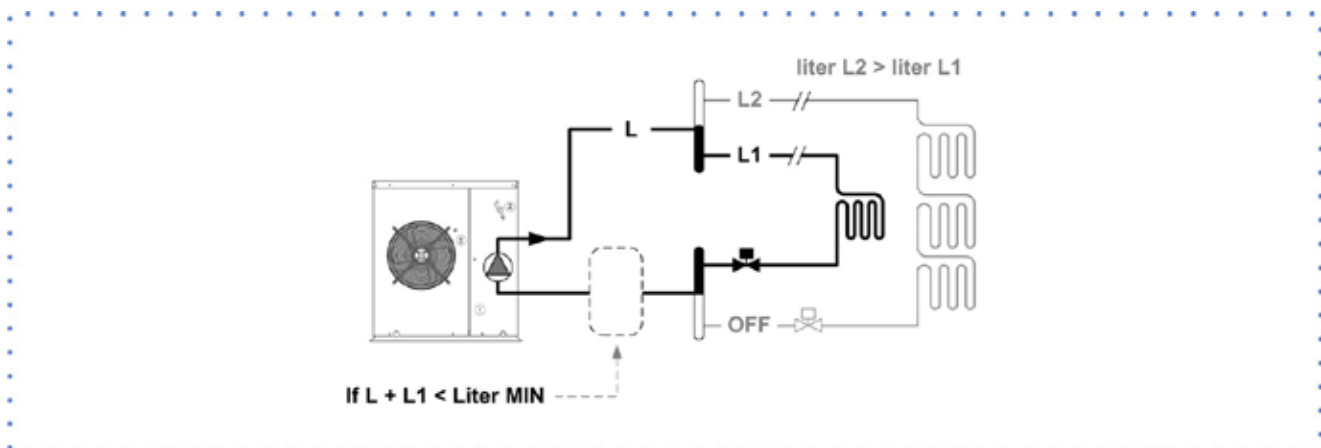 liter L2 > liter L1
L2
L
L1
OFF
If L + L1 < Liter MIN